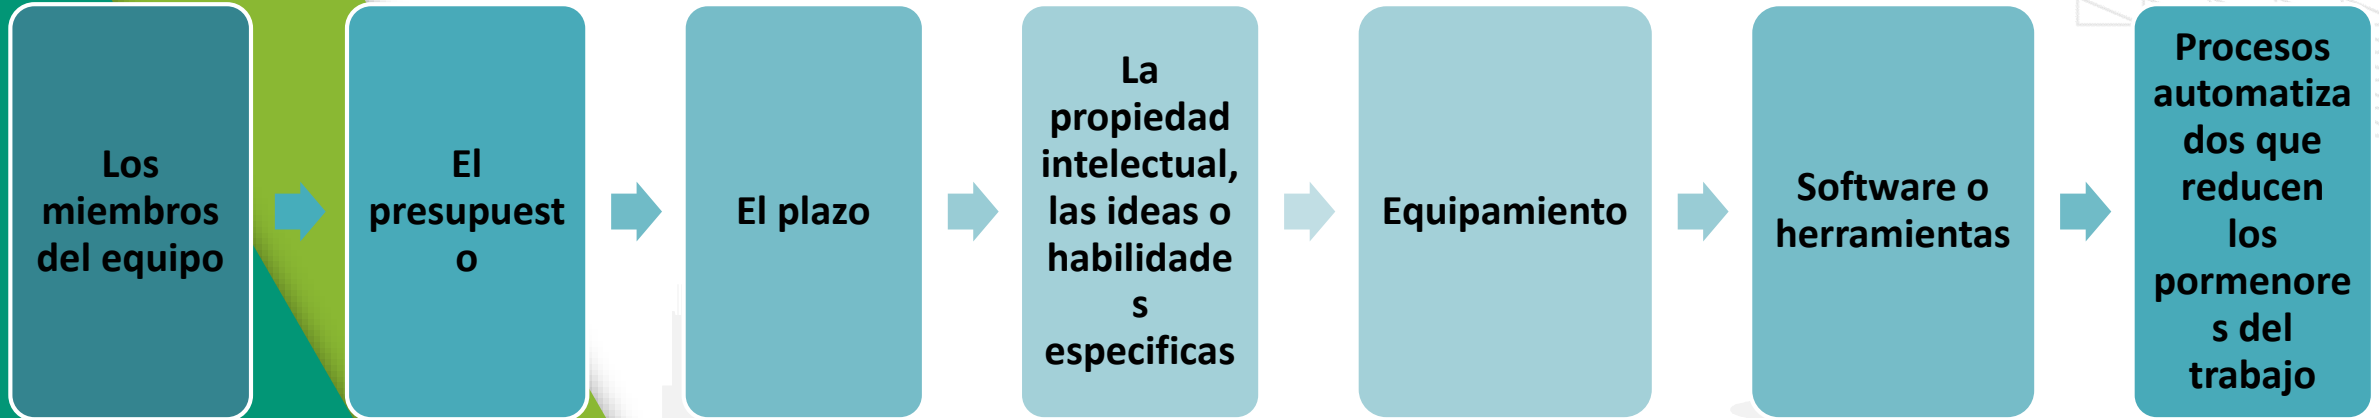 Los
miembros
del equipo
El
presupuest
o
El plazo
La
propiedad
intelectual,
las ideas o
habilidade
s
especificas
Equipamiento
Software o
herramientas
Procesos
automatiza
dos que
reducen
los
pormenore
s del
trabajo